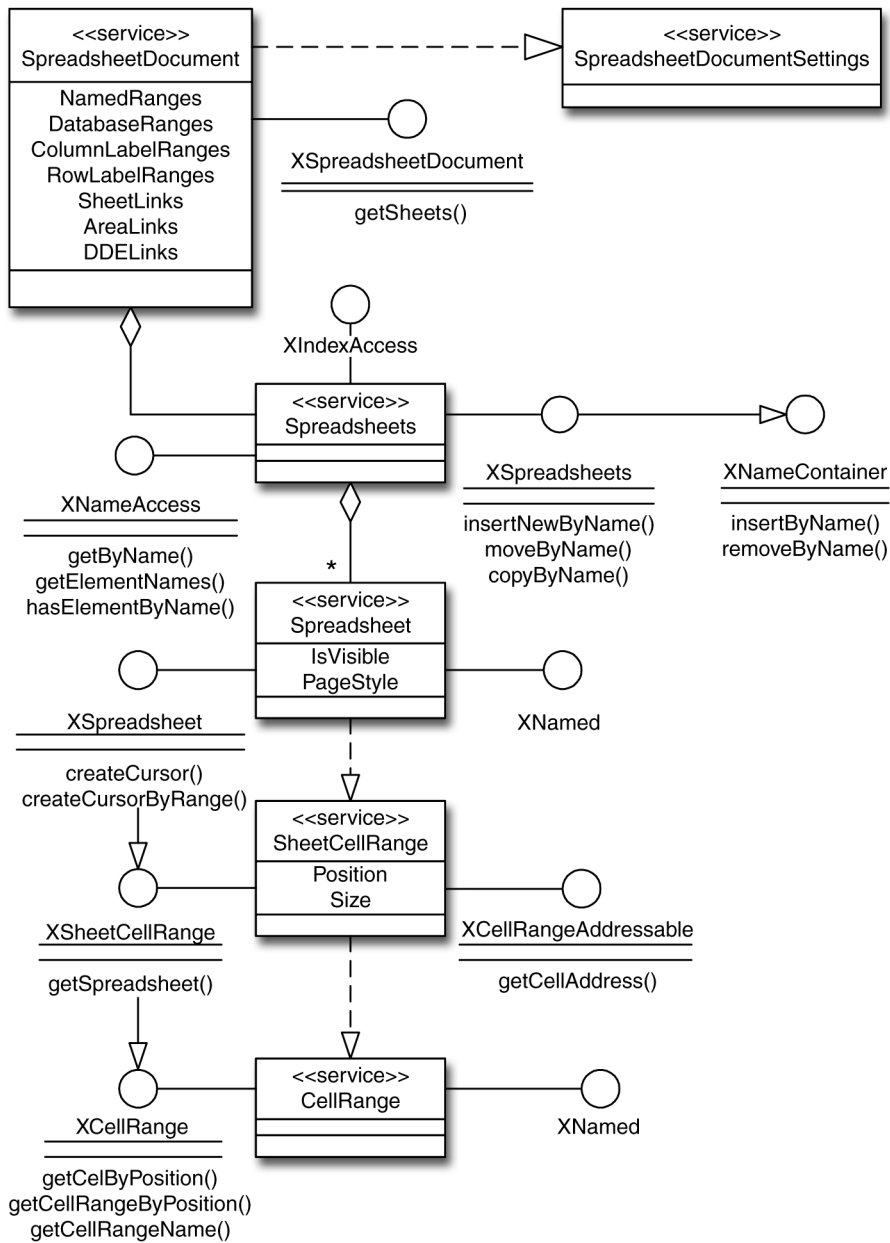 <<service>>
SpreadsheetDocument
NamedRanges
DatabaseRanges
ColumnLabelRanges
RowLabelRanges
SheetLinks
AreaLinks
DDELinks
<<service>>
SpreadsheetDocumentSettings
XSpreadsheetDocument
getSheets()
XIndexAccess
<<service>>
Spreadsheets
XNameAccess
getByName()
getElementNames()
hasElementByName()
XSpreadsheets
insertNewByName()
moveByName()
copyByName()
XNameContainer
insertByName()
removeByName()
*
<<service>>
Spreadsheet
IsVisible
PageStyle
XSpreadsheet
createCursor()
createCursorByRange()
XNamed
<<service>>
SheetCellRange
Position
Size
XSheetCellRange
getSpreadsheet()
XCellRangeAddressable
getCellAddress()
<<service>>
CellRange
XCellRange
getCelByPosition()
getCellRangeByPosition()
getCellRangeName()
XNamed